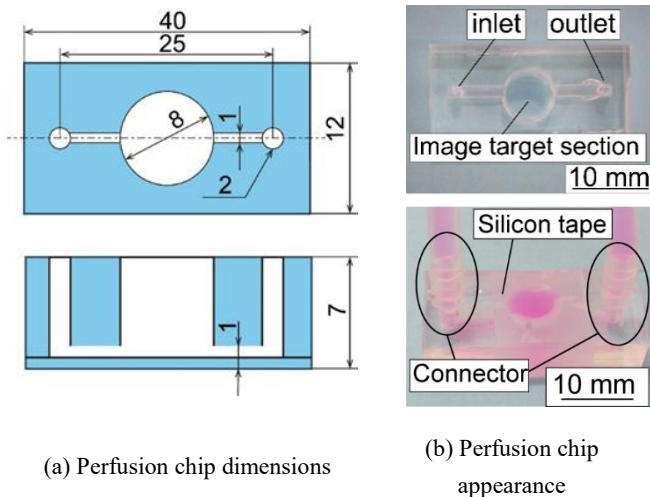 40
25
8
1
12
2
1
7
(a) Perfusion chip dimensions
inlet
outlet
Image target section
10 mm
Silicon tape
Connector
10 mm
(b) Perfusion chip
appearance